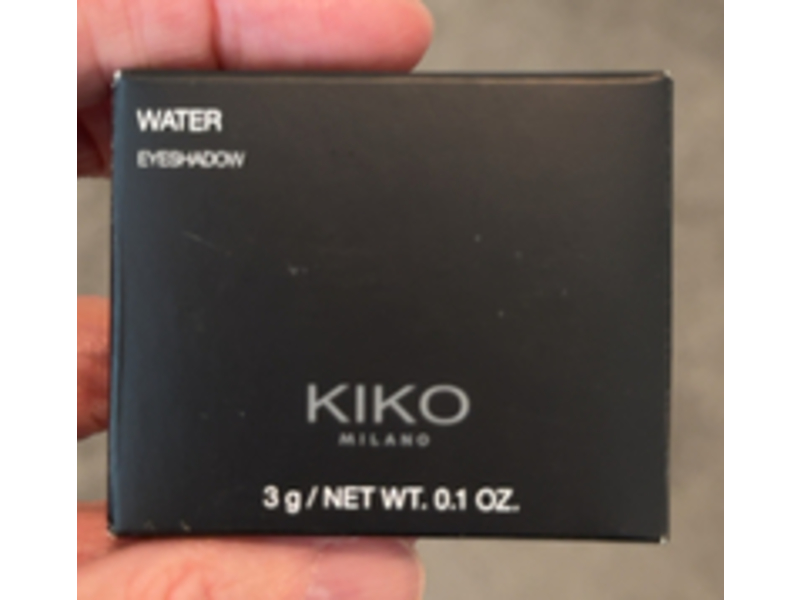 WATER
EYESHADOW
KIKO
MILANO
3 g / NET WT. 0.1 OZ.